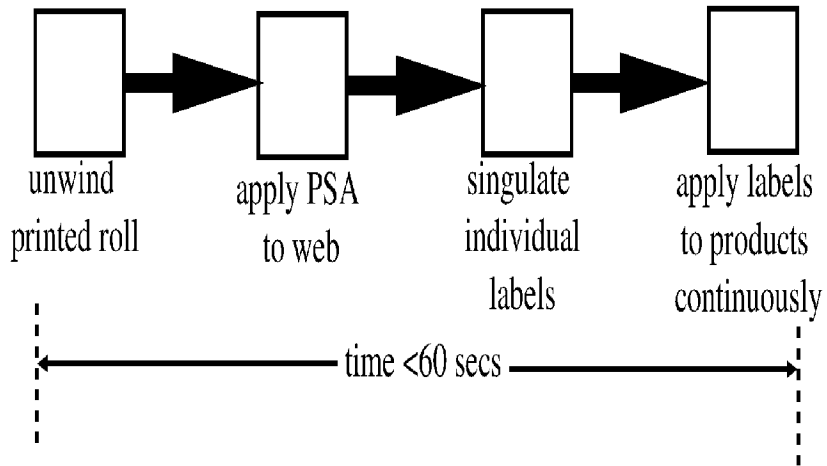 unwind
printed roll
apply PSA
to web
singulate
individual
labels
apply labels
to products
continuously
time <60 secs